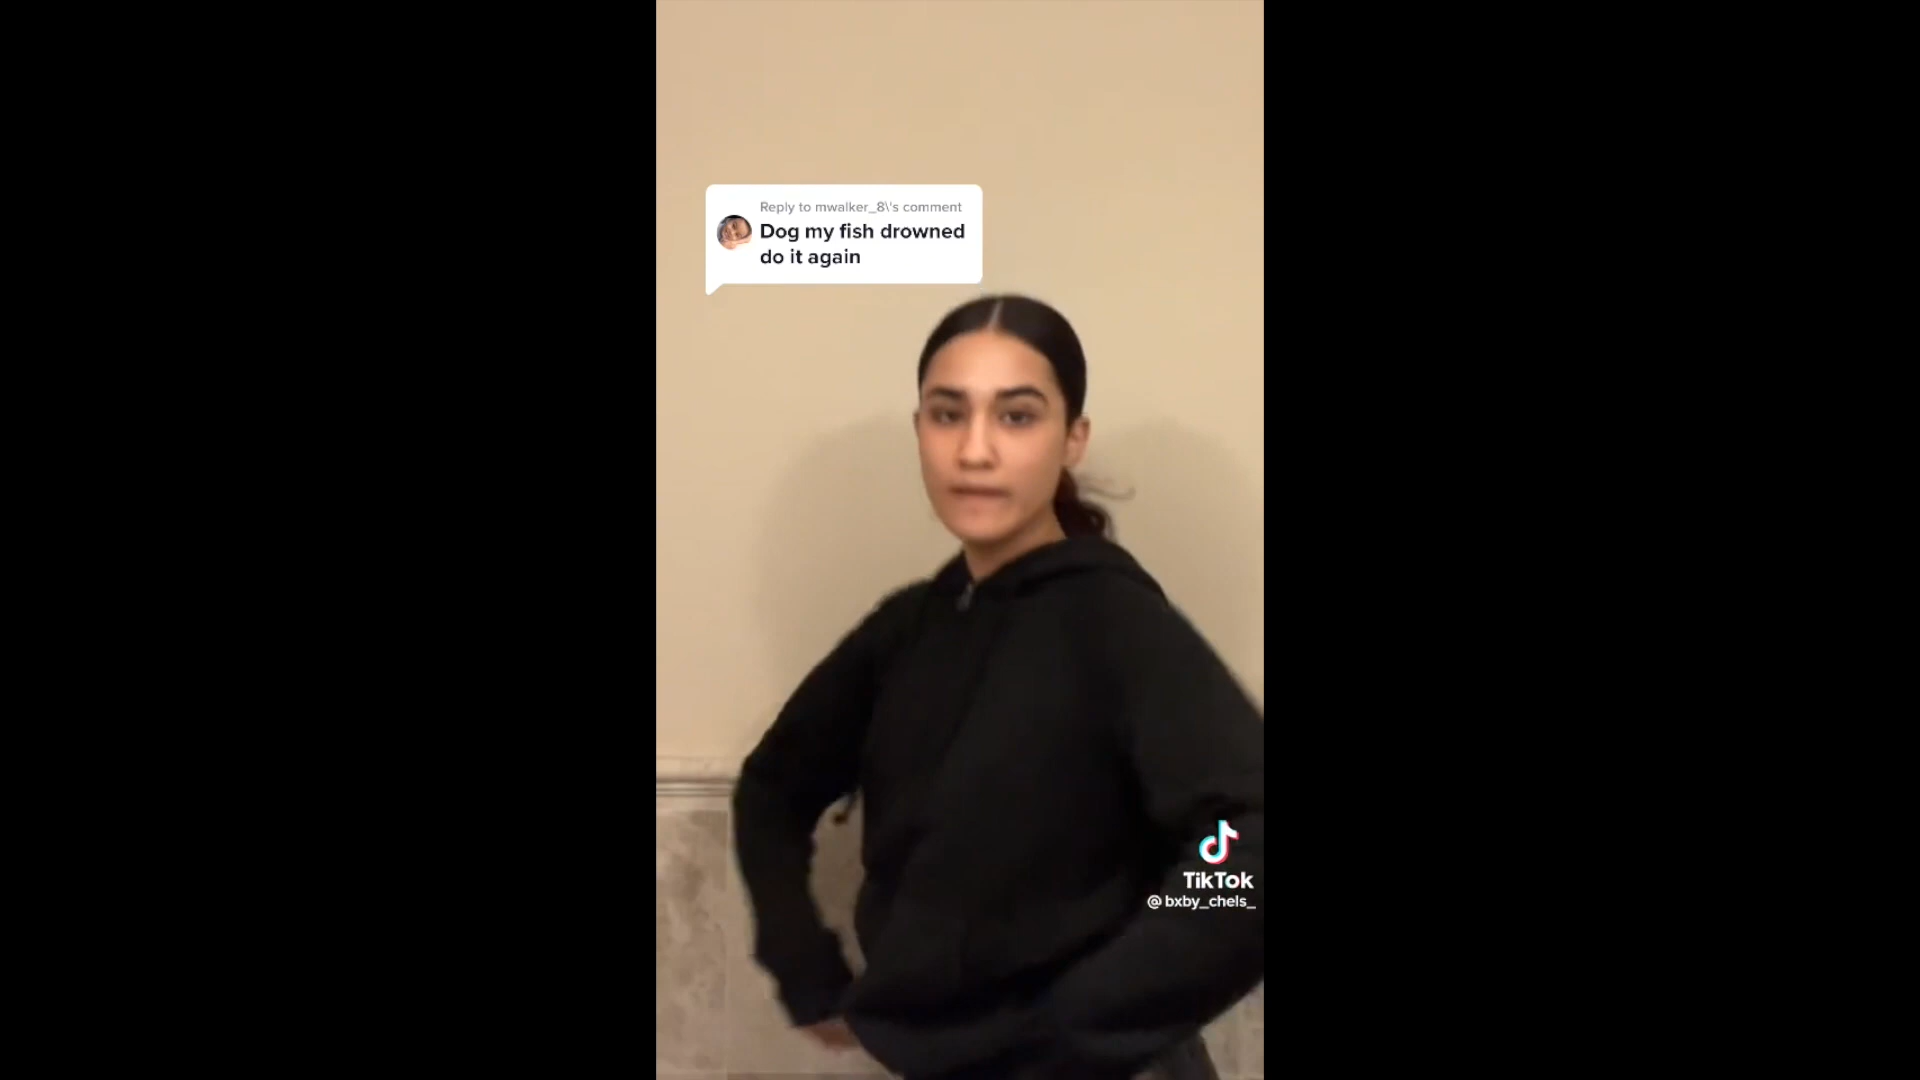 Reply to mwalker_8\'s comment
Dog my fish drowned
do it again
TikTok
@bxby_chels_